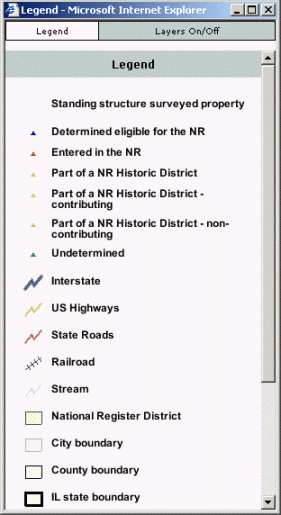 Legend - Microsoft Internet Explorer
Legend
Layers On/Off
Legend
Standing structure surveyed property
Determined eligible for the NR
Entered in the NR
Part of a NR Historic District
Part of a NR Historic District -
contributing
Part of a NR Historic District - non-
contributing
Undetermined
Interstate
US Highways
State Roads
Railroad
Stream
National Register District
City boundary
County boundary
IL state boundary